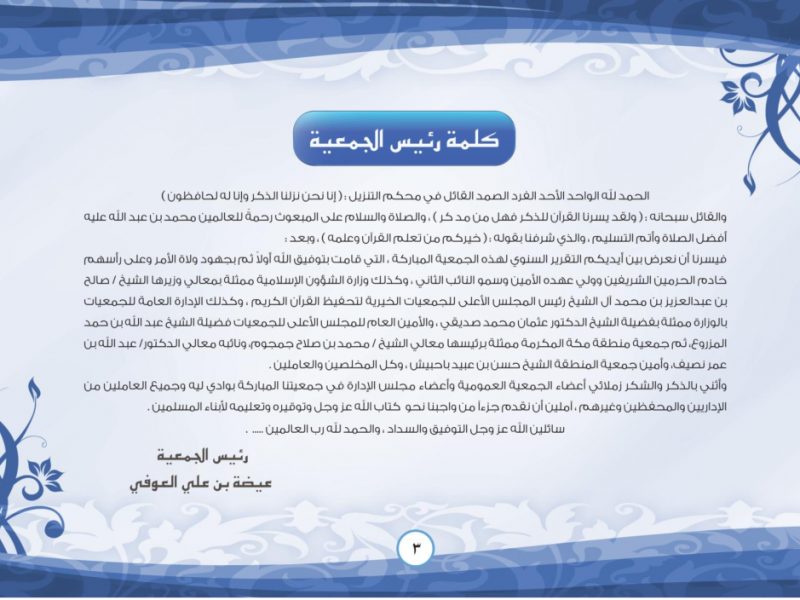 كلمة رئيس الجمعية
الحمد لله الواحد الأحد الفرد الصمد القائل في محكم التنزيل : ( إنا نحن نزلنا الذكر وإنا له لحافظون )
والقائل سبحانه : ( ولقد يسرنا القرآن للذكر فهل من مدكر ) ، والصلاة والسلام على المبعوث رحمةً للعالمين محمد بن عبد الله عليه
أفضل الصلاة وأتم التسليم ، والذي شرفنا بقوله : ( خيركم من تعلم القرآن وعلمه ) ، وبعد :
فيسرنا أن نعرض بين أيديكم التقرير السنوي لهذه الجمعية المباركة ، التي قامت بتوفيق الله أولاً ثم بجهود ولاة الأمر وعلى رأسهم
خادم الحرمين الشريفين وولي عهده الأمين وسمو النائب الثاني ، وكذلك وزارة الشؤون الإسلامية ممثلة بمعالي وزيرها الشيخ / صالح
بن عبدالعزيز بن محمد آل الشيخ رئيس المجلس الأعلى للجمعيات الخيرية لتحفيظ القرآن الكريم ، وكذلك الإدارة العامة للجمعيات
بالوزارة ممثلة بفضيلة الشيخ الدكتور عثمان محمد صديقي ، والأمين العام للمجلس الأعلى للجمعيات فضيلة الشيخ عبد الله بن حمد
المزروع، ثم جمعية منطقة مكة المكرمة ممثلة برئيسها معالي الشيخ / محمد بن صلاح جمجوم، ونائبه معالي الدكتور/ عبد الله بن
عمر نصيف، وأمين جمعية المنطقة الشيخ حسن بن عبيد باحبيش ، وكل المخلصين والعاملين .
وأثني بالذكر والشكر زملائي أعضاء الجمعية العمومية وأعضاء مجلس الإدارة في جمعيتنا المباركة بوادي ليه وجميع العاملين من
الإداريين والمحفظين وغيرهم ، آملين أن نقدم جزءاً من واجبنا نحو كتاب الله عز وجل وتوقيره وتعليمه لأبناء المسلمين .
سائلين الله عز وجل التوفيق والسداد ، والحمد لله رب العالمين ..... .
رئيس الجمعية
عيضة بن علي العوفي
٣